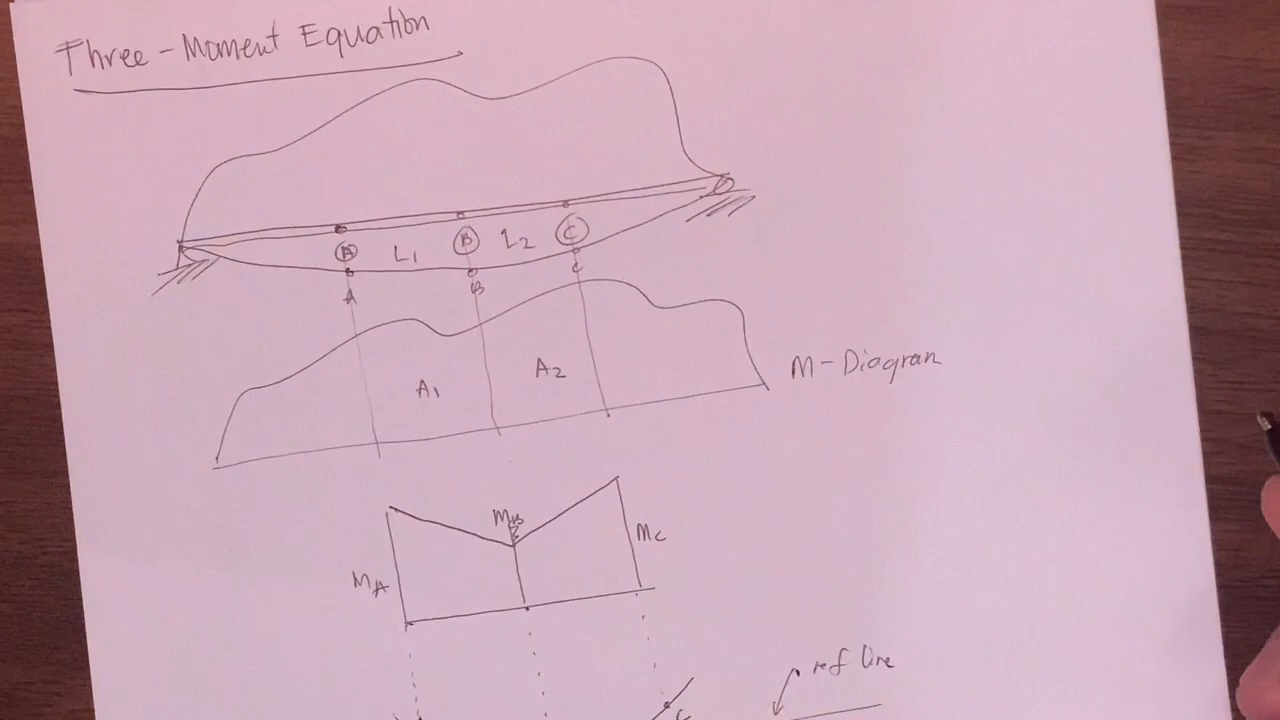 Three-Moment Equation
A L₁ B L₂ C
A B C
A₁ A₂ M-Diagram
MB
MA MC
ref line
C